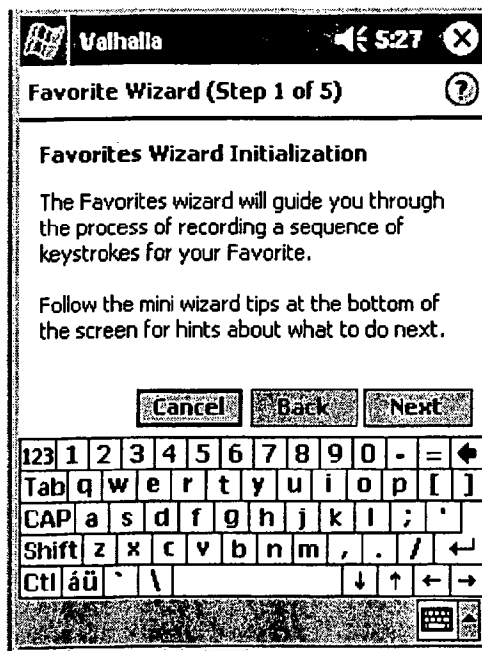 Valhalla 5:27
Favorite Wizard (Step 1 of 5) ?
Favorites Wizard Initialization
The Favorites wizard will guide you through
the process of recording a sequence of
keystrokes for your Favorite.
Follow the mini wizard tips at the bottom of
the screen for hints about what to do next.
Cancel Back Next
123 1 2 3 4 5 6 7 8 9 0 - =
Tab q w e r t y u i o p [ ]
CAP a s d f g h j k l ; '
Shift z x c v b n m , . /
Ctl áü ` \